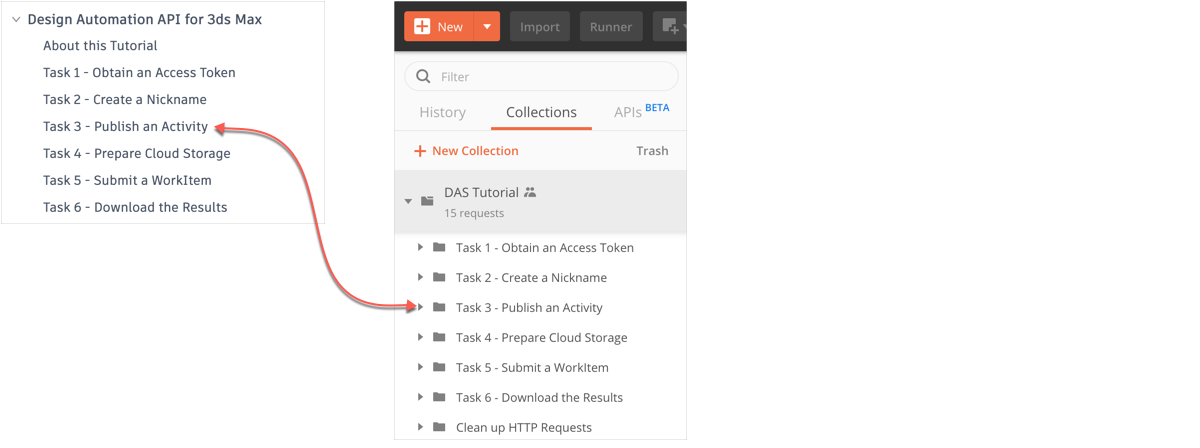 Design Automation API for 3ds Max
About this Tutorial
Task 1 - Obtain an Access Token
Task 2 - Create a Nickname
Task 3 - Publish an Activity
Task 4 - Prepare Cloud Storage
Task 5 - Submit a WorkItem
Task 6 - Download the Results
New Import Runner
Filter
History Collections APIs BETA
+ New Collection Trash
DAS Tutorial
15 requests
Task 1 - Obtain an Access Token
Task 2 - Create a Nickname
Task 3 - Publish an Activity
Task 4 - Prepare Cloud Storage
Task 5 - Submit a WorkItem
Task 6 - Download the Results
Clean up HTTP Requests